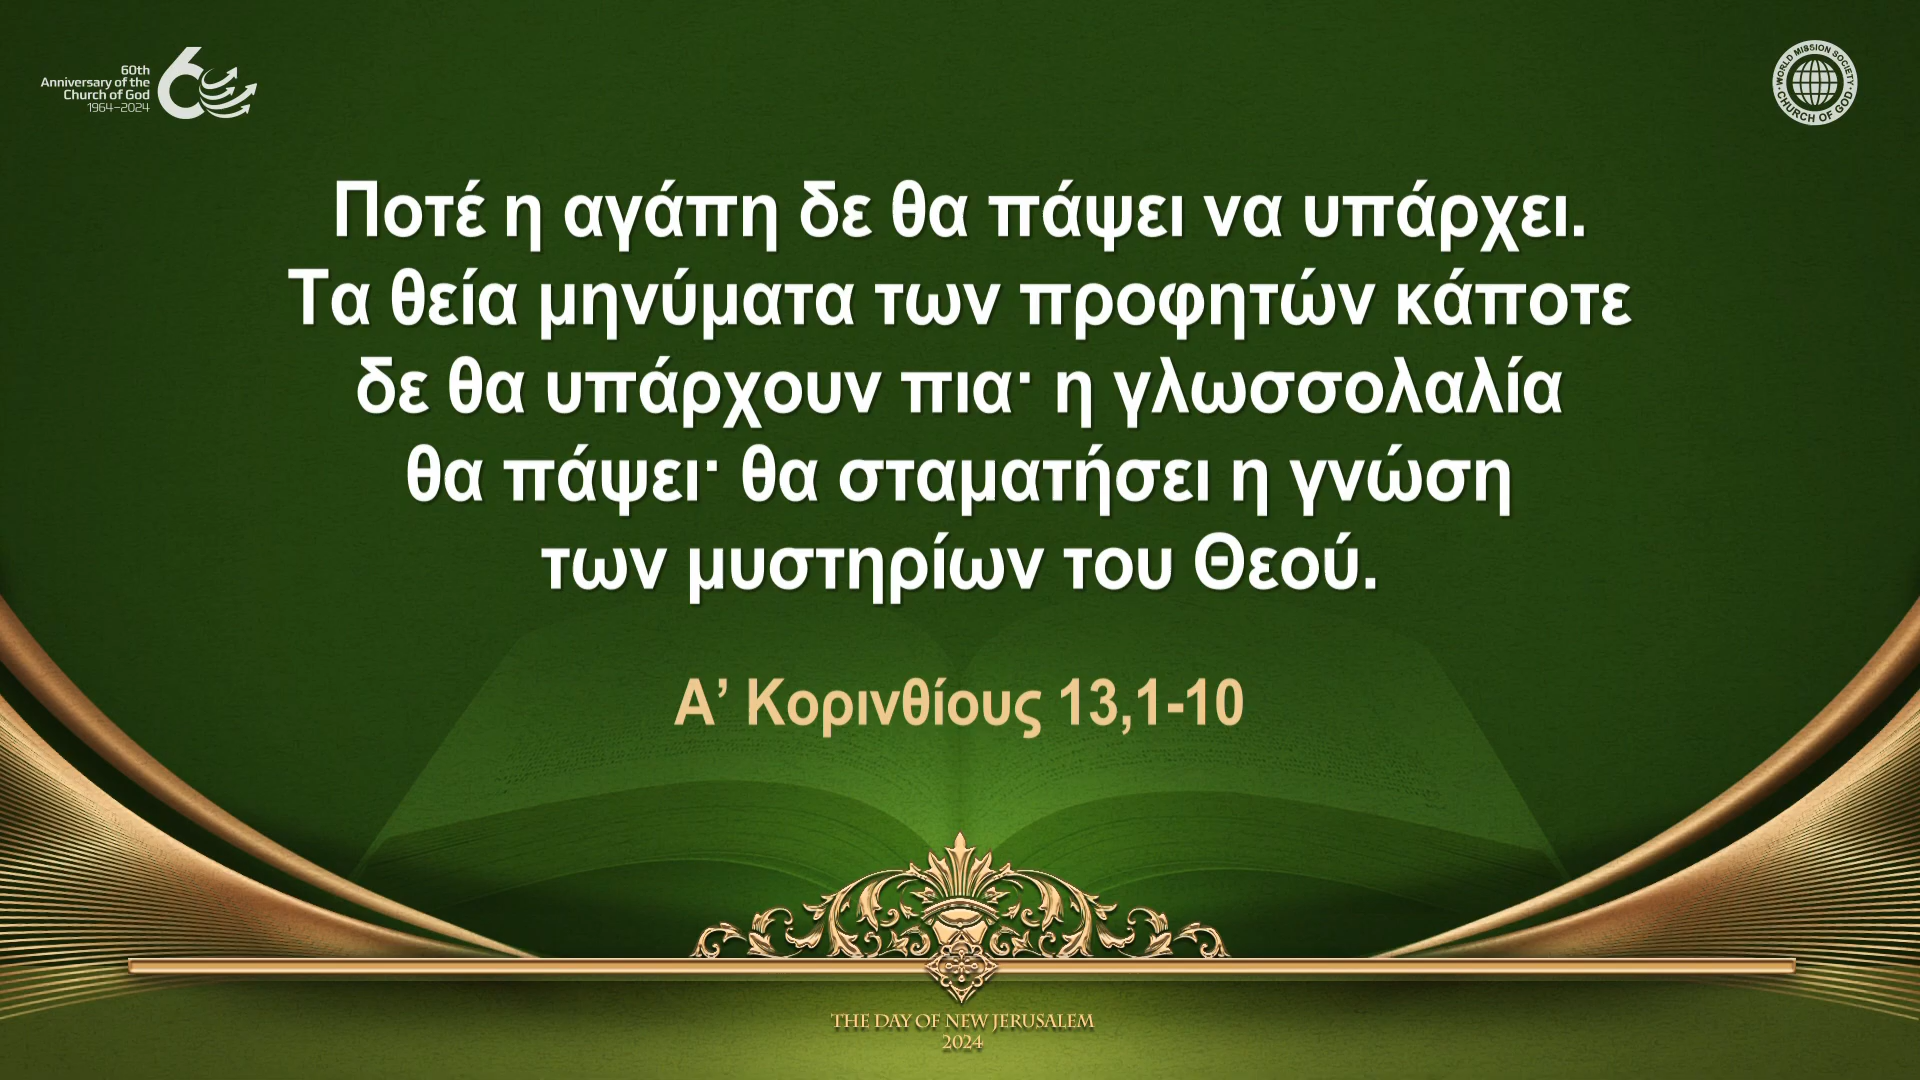 60th
Anniversary of the
Church of God
1964–2024
WORLD MISSION SOCIETY
CHURCH OF GOD
Ποτέ η αγάπη δε θα πάψει να υπάρχει.
Τα θεία μηνύματα των προφητών κάποτε
δε θα υπάρχουν πια· η γλωσσολαλία
θα πάψει· θα σταματήσει η γνώση
των μυστηρίων του Θεού.
Α’ Κορινθίους 13,1-10
THE DAY OF NEW JERUSALEM
2024